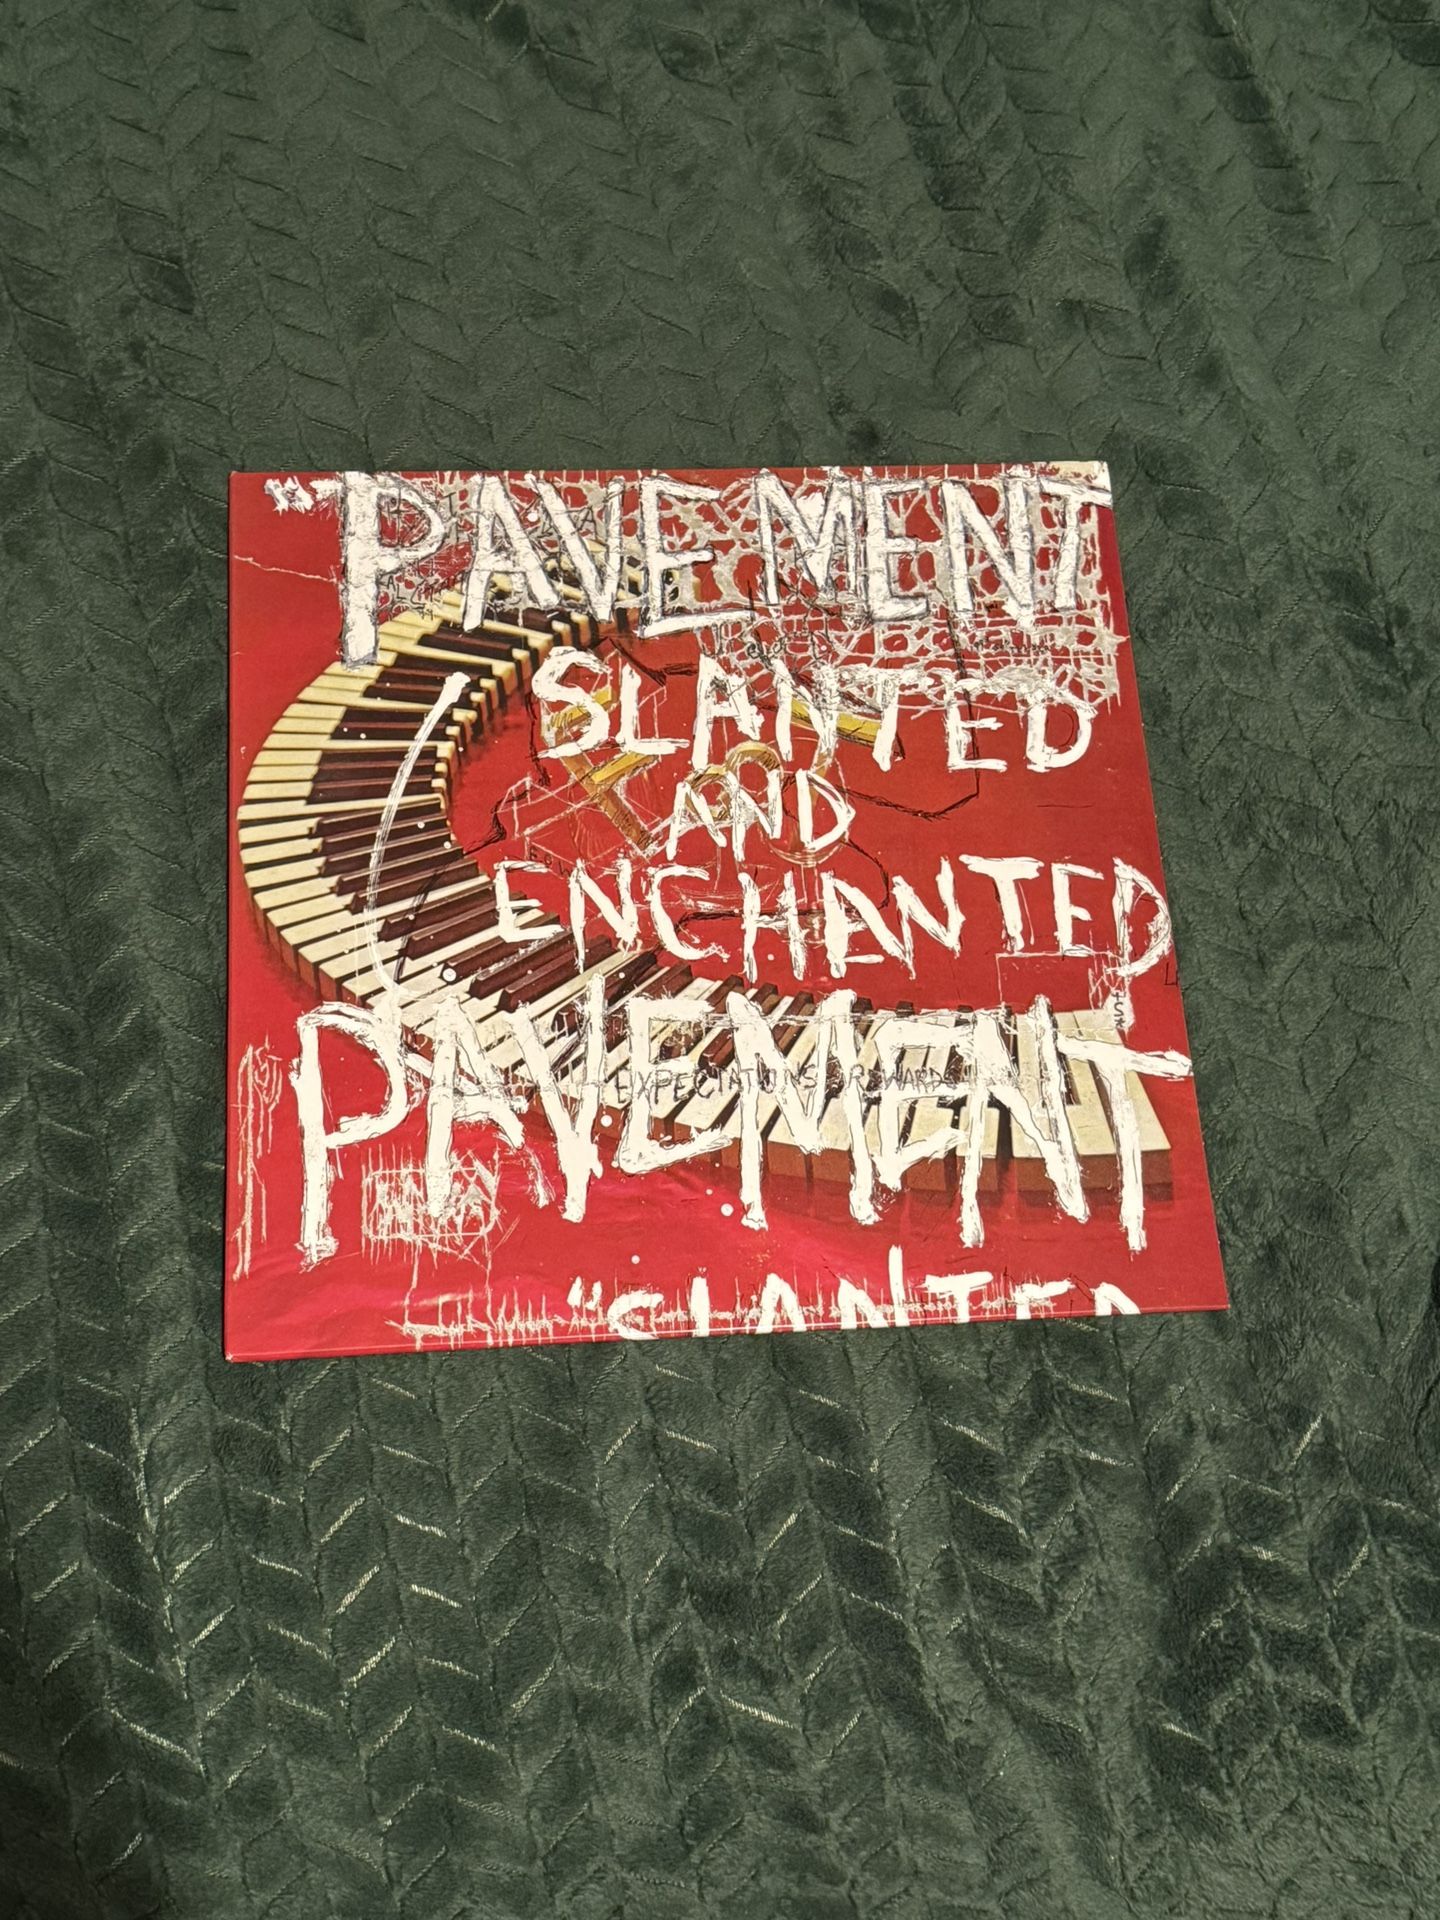 "PAVEMENT
SLANTED
AND
ENCHANTED
PAVEMENT
EXPECTATIONS REWARDS
"SLANTED